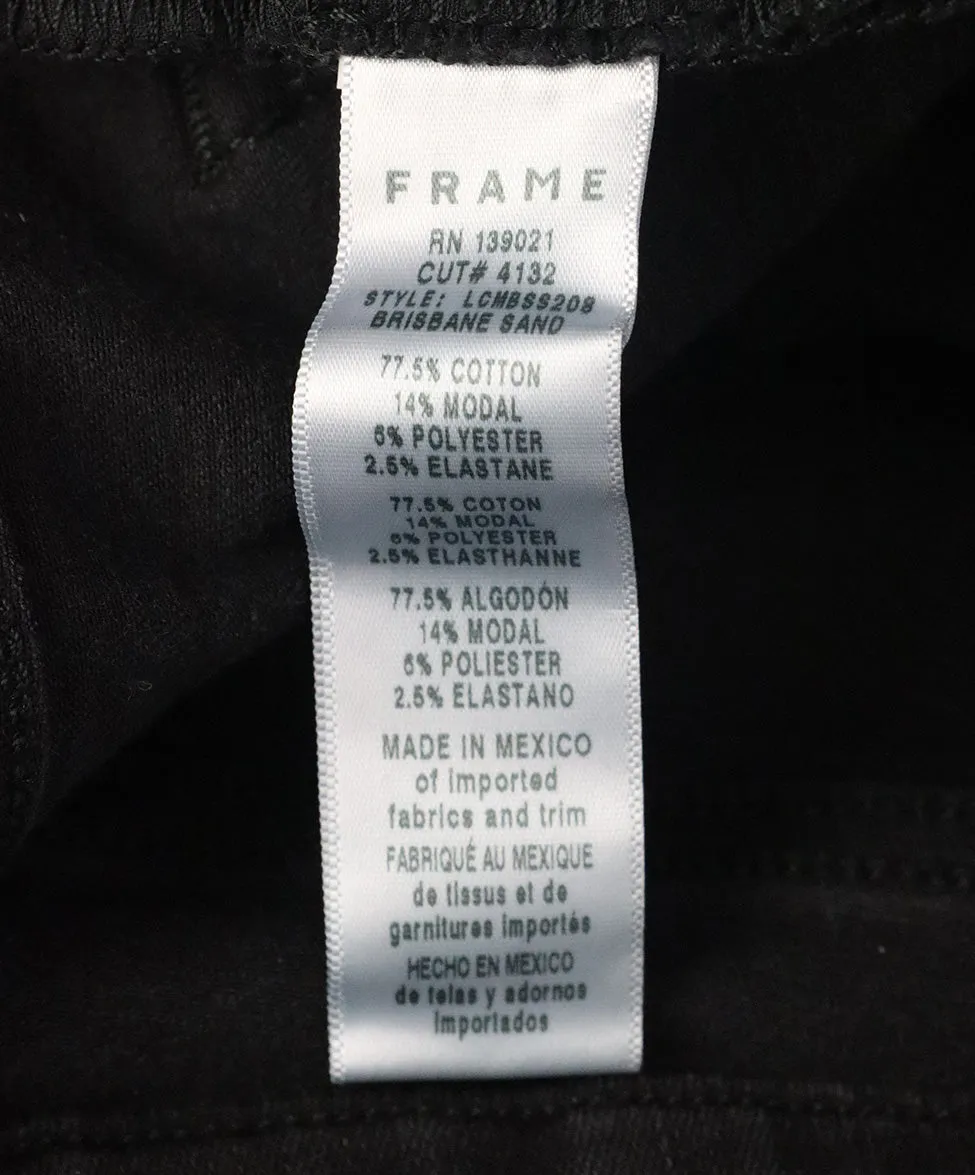 FRAME
RN 139021
CUT# 4132
STYLE: LCMBSS208
BRISBANE SAND
77.5% COTTON
14% MODAL
6% POLYESTER
2.5% ELASTANE
77.5% COTON
14% MODAL
6% POLYESTER
2.5% ELASTHANNE
77.5% ALGODÓN
14% MODAL
6% POLIESTER
2.5% ELASTANO
MADE IN MEXICO
of imported
fabrics and trim
FABRIQUÉ AU MEXIQUE
de tissus et de
garnitures importés
HECHO EN MEXICO
de telas y adornos
importados